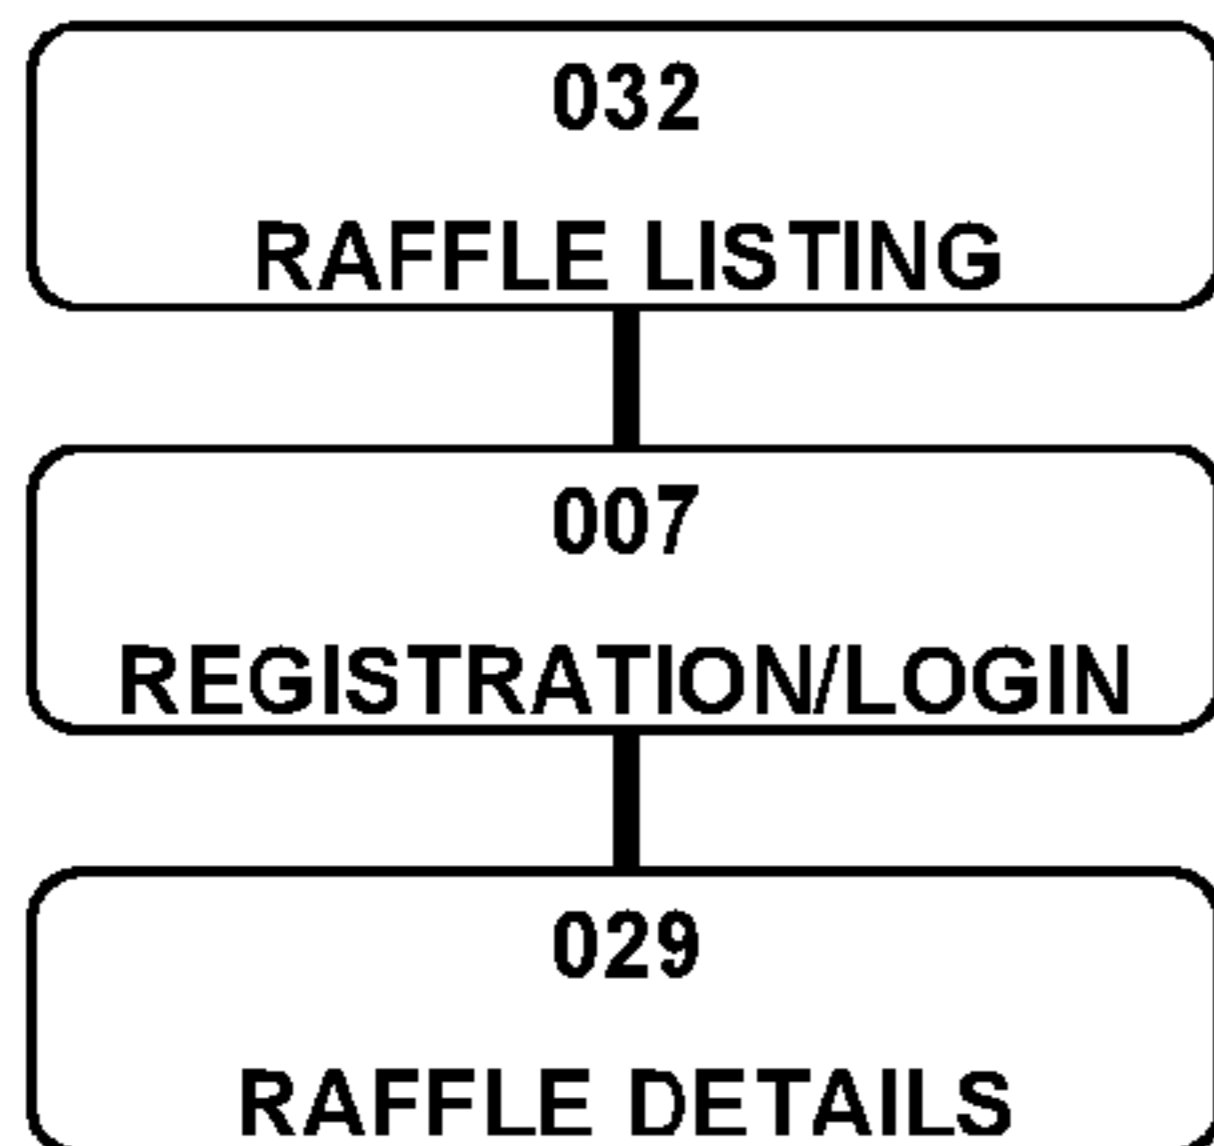 032
RAFFLE LISTING
007
REGISTRATION/LOGIN
029
RAFFLE DETAILS